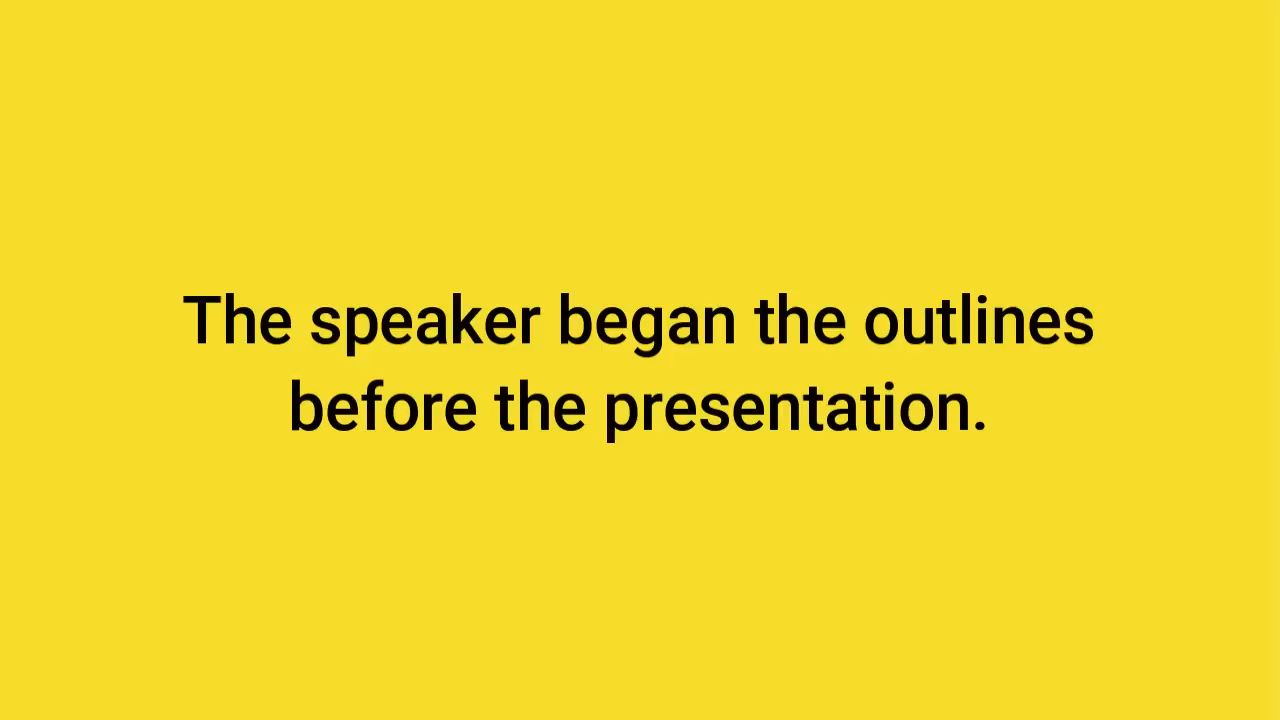 The speaker began the outlines
before the presentation.